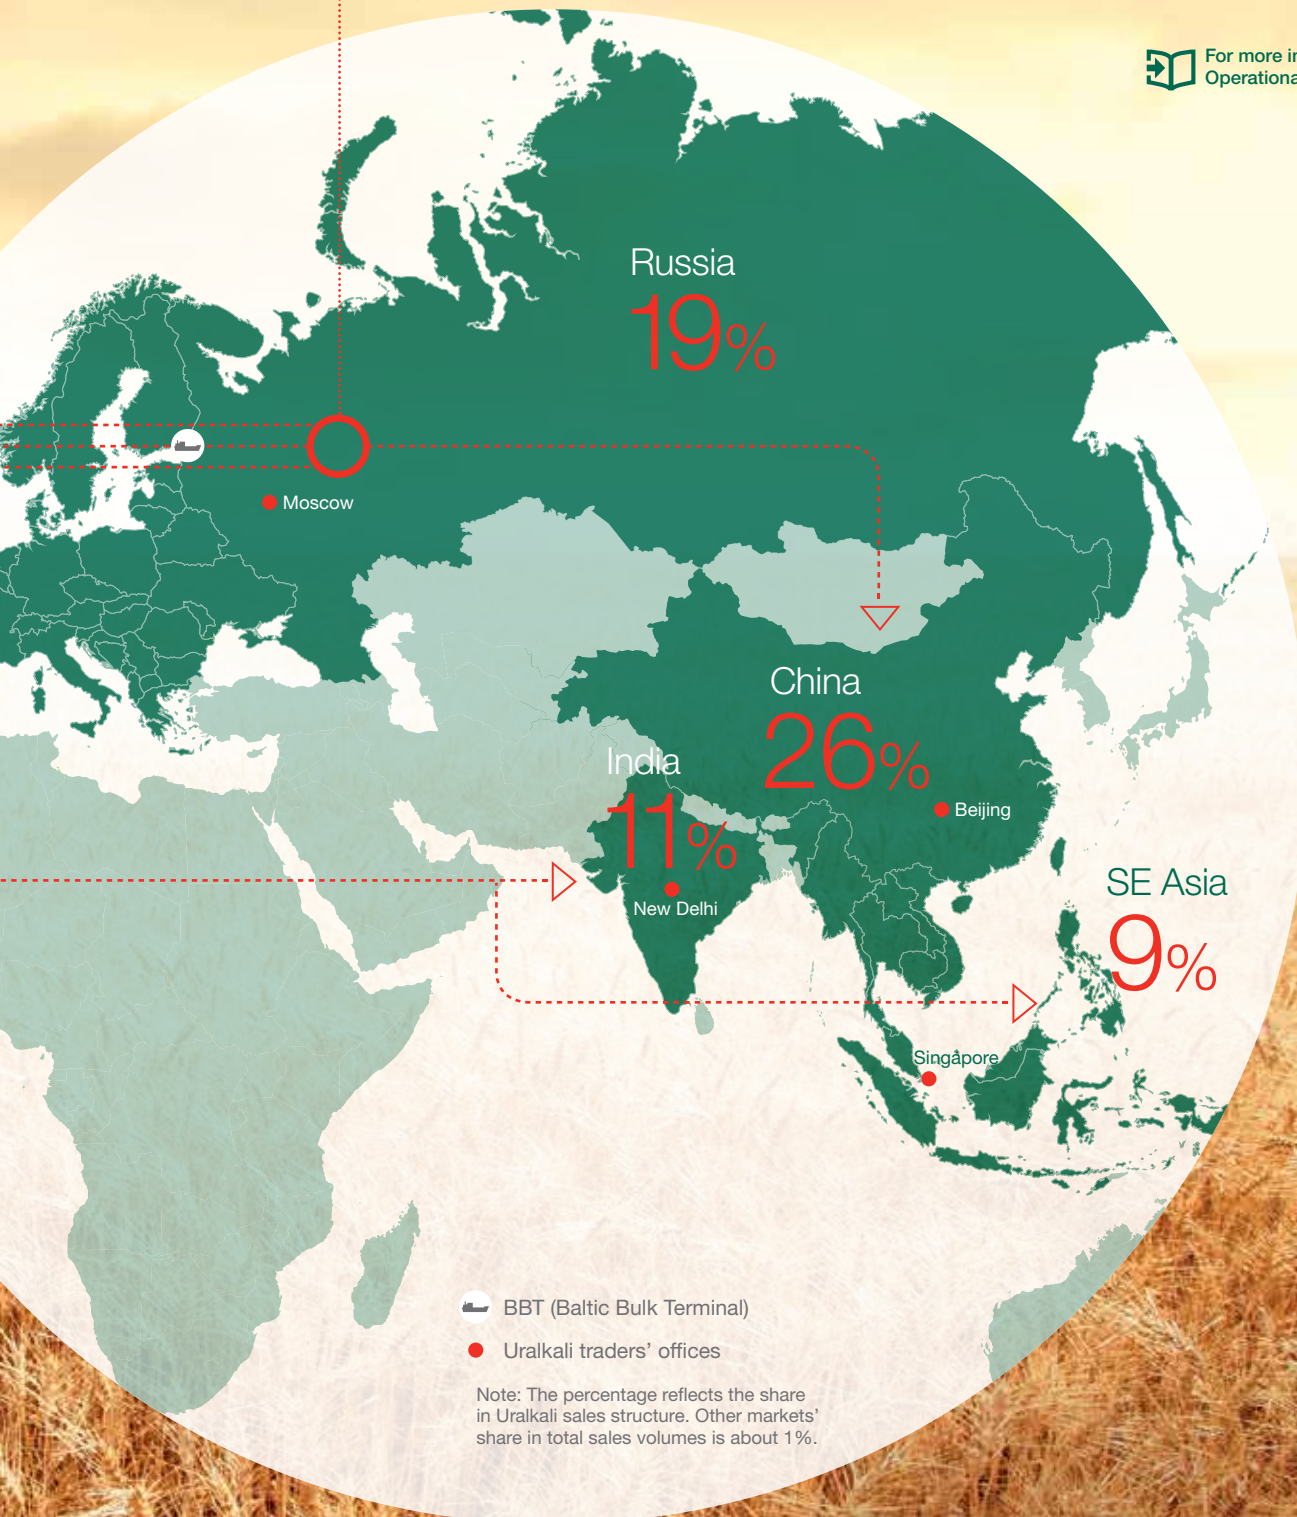 For more in
Operationa
Russia
19%
Moscow
China
26%
India
11%
Beijing
New Delhi
SE Asia
9%
Singapore
BBT (Baltic Bulk Terminal)
Uralkali traders’ offices
Note: The percentage reflects the share
in Uralkali sales structure. Other markets’
share in total sales volumes is about 1%.